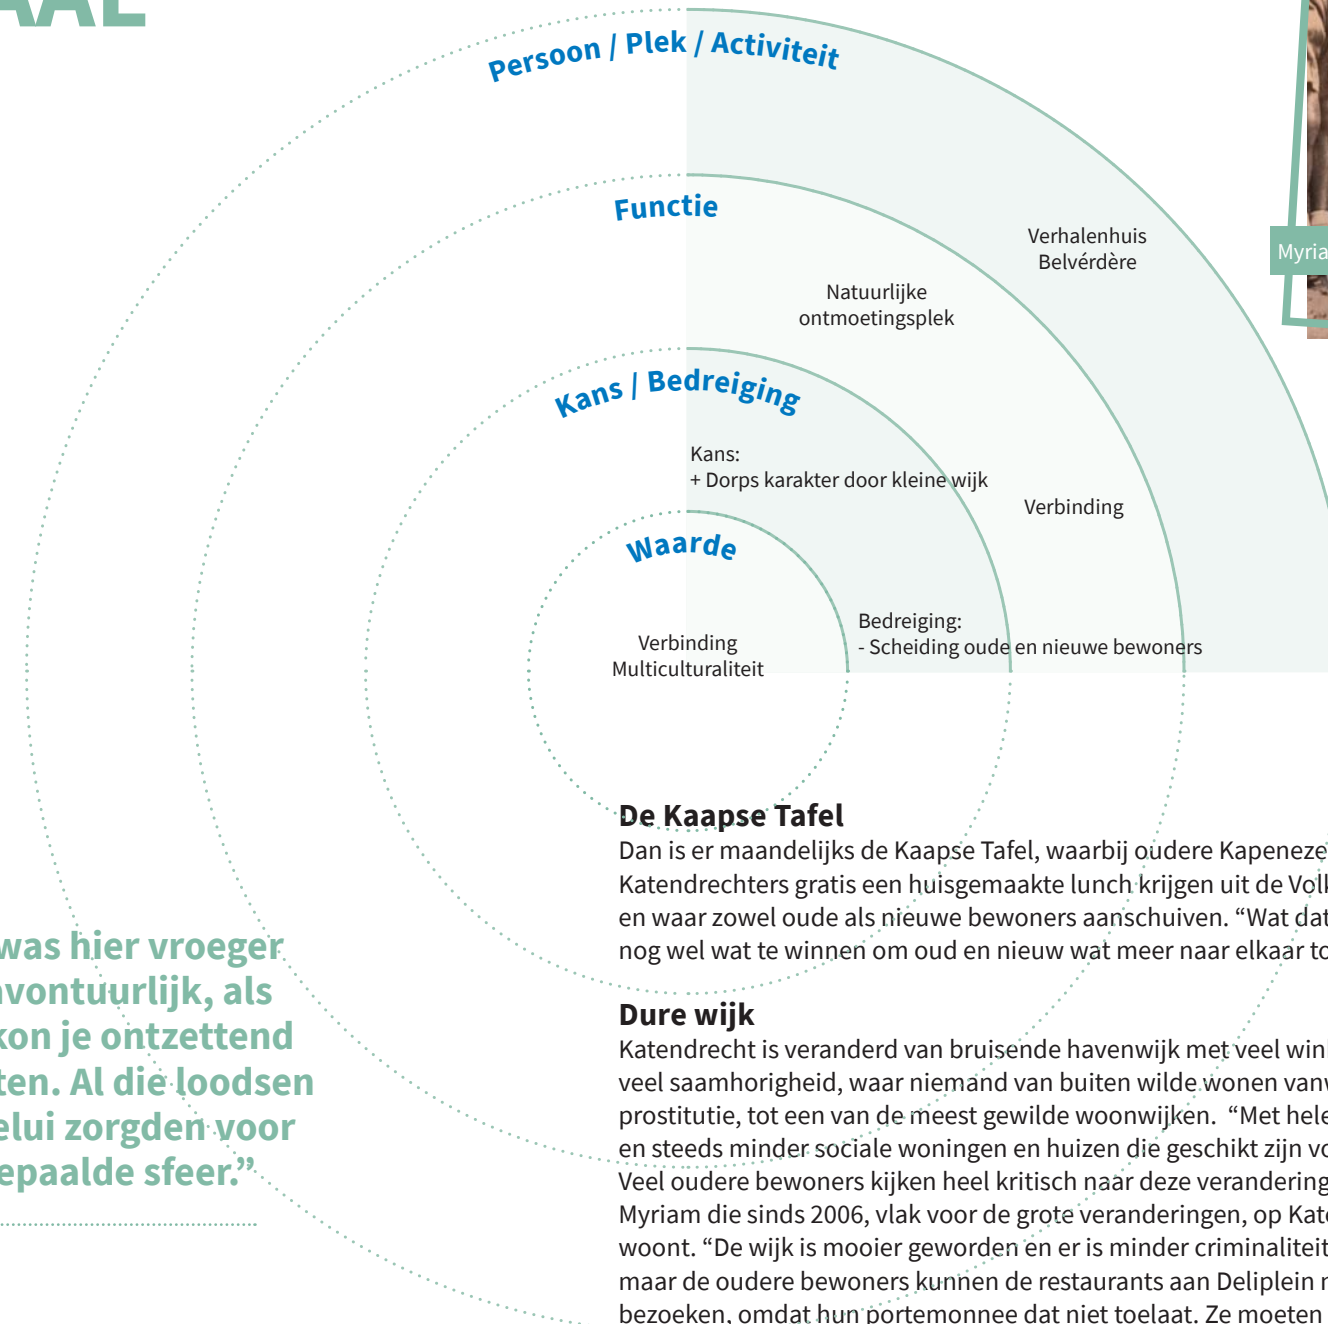 AAL
Persoon / Plek / Activiteit
Functie
Verhalenhuis
Belvérdère
Myria
Natuurlijke
ontmoetingsplek
Kans / Bedreiging
Kans:
+ Dorps karakter door kleine wijk
Verbinding
Waarde
Bedreiging:
- Scheiding oude en nieuwe bewoners
Verbinding
Multiculturaliteit
De Kaapse Tafel
Dan is er maandelijks de Kaapse Tafel, waarbij oudere Kapeneze
Katendrechters gratis een huisgemaakte lunch krijgen uit de Volk
en waar zowel oude als nieuwe bewoners aanschuiven. “Wat dat
nog wel wat te winnen om oud en nieuw wat meer naar elkaar to
was hier vroeger
avontuurlijk, als
kon je ontzettend
ten. Al die loodsen
elui zorgden voor
epaalde sfeer.”
Dure wijk
Katendrecht is veranderd van bruisende havenwijk met veel wink
veel saamhorigheid, waar niemand van buiten wilde wonen vanw
prostitutie, tot een van de meest gewilde woonwijken. “Met hele
en steeds minder sociale woningen en huizen die geschikt zijn vo
Veel oudere bewoners kijken heel kritisch naar deze verandering
Myriam die sinds 2006, vlak voor de grote veranderingen, op Kate
woont. “De wijk is mooier geworden en er is minder criminaliteit
maar de oudere bewoners kunnen de restaurants aan Deliplein n
bezoeken, omdat hun portemonnee dat niet toelaat. Ze moeten